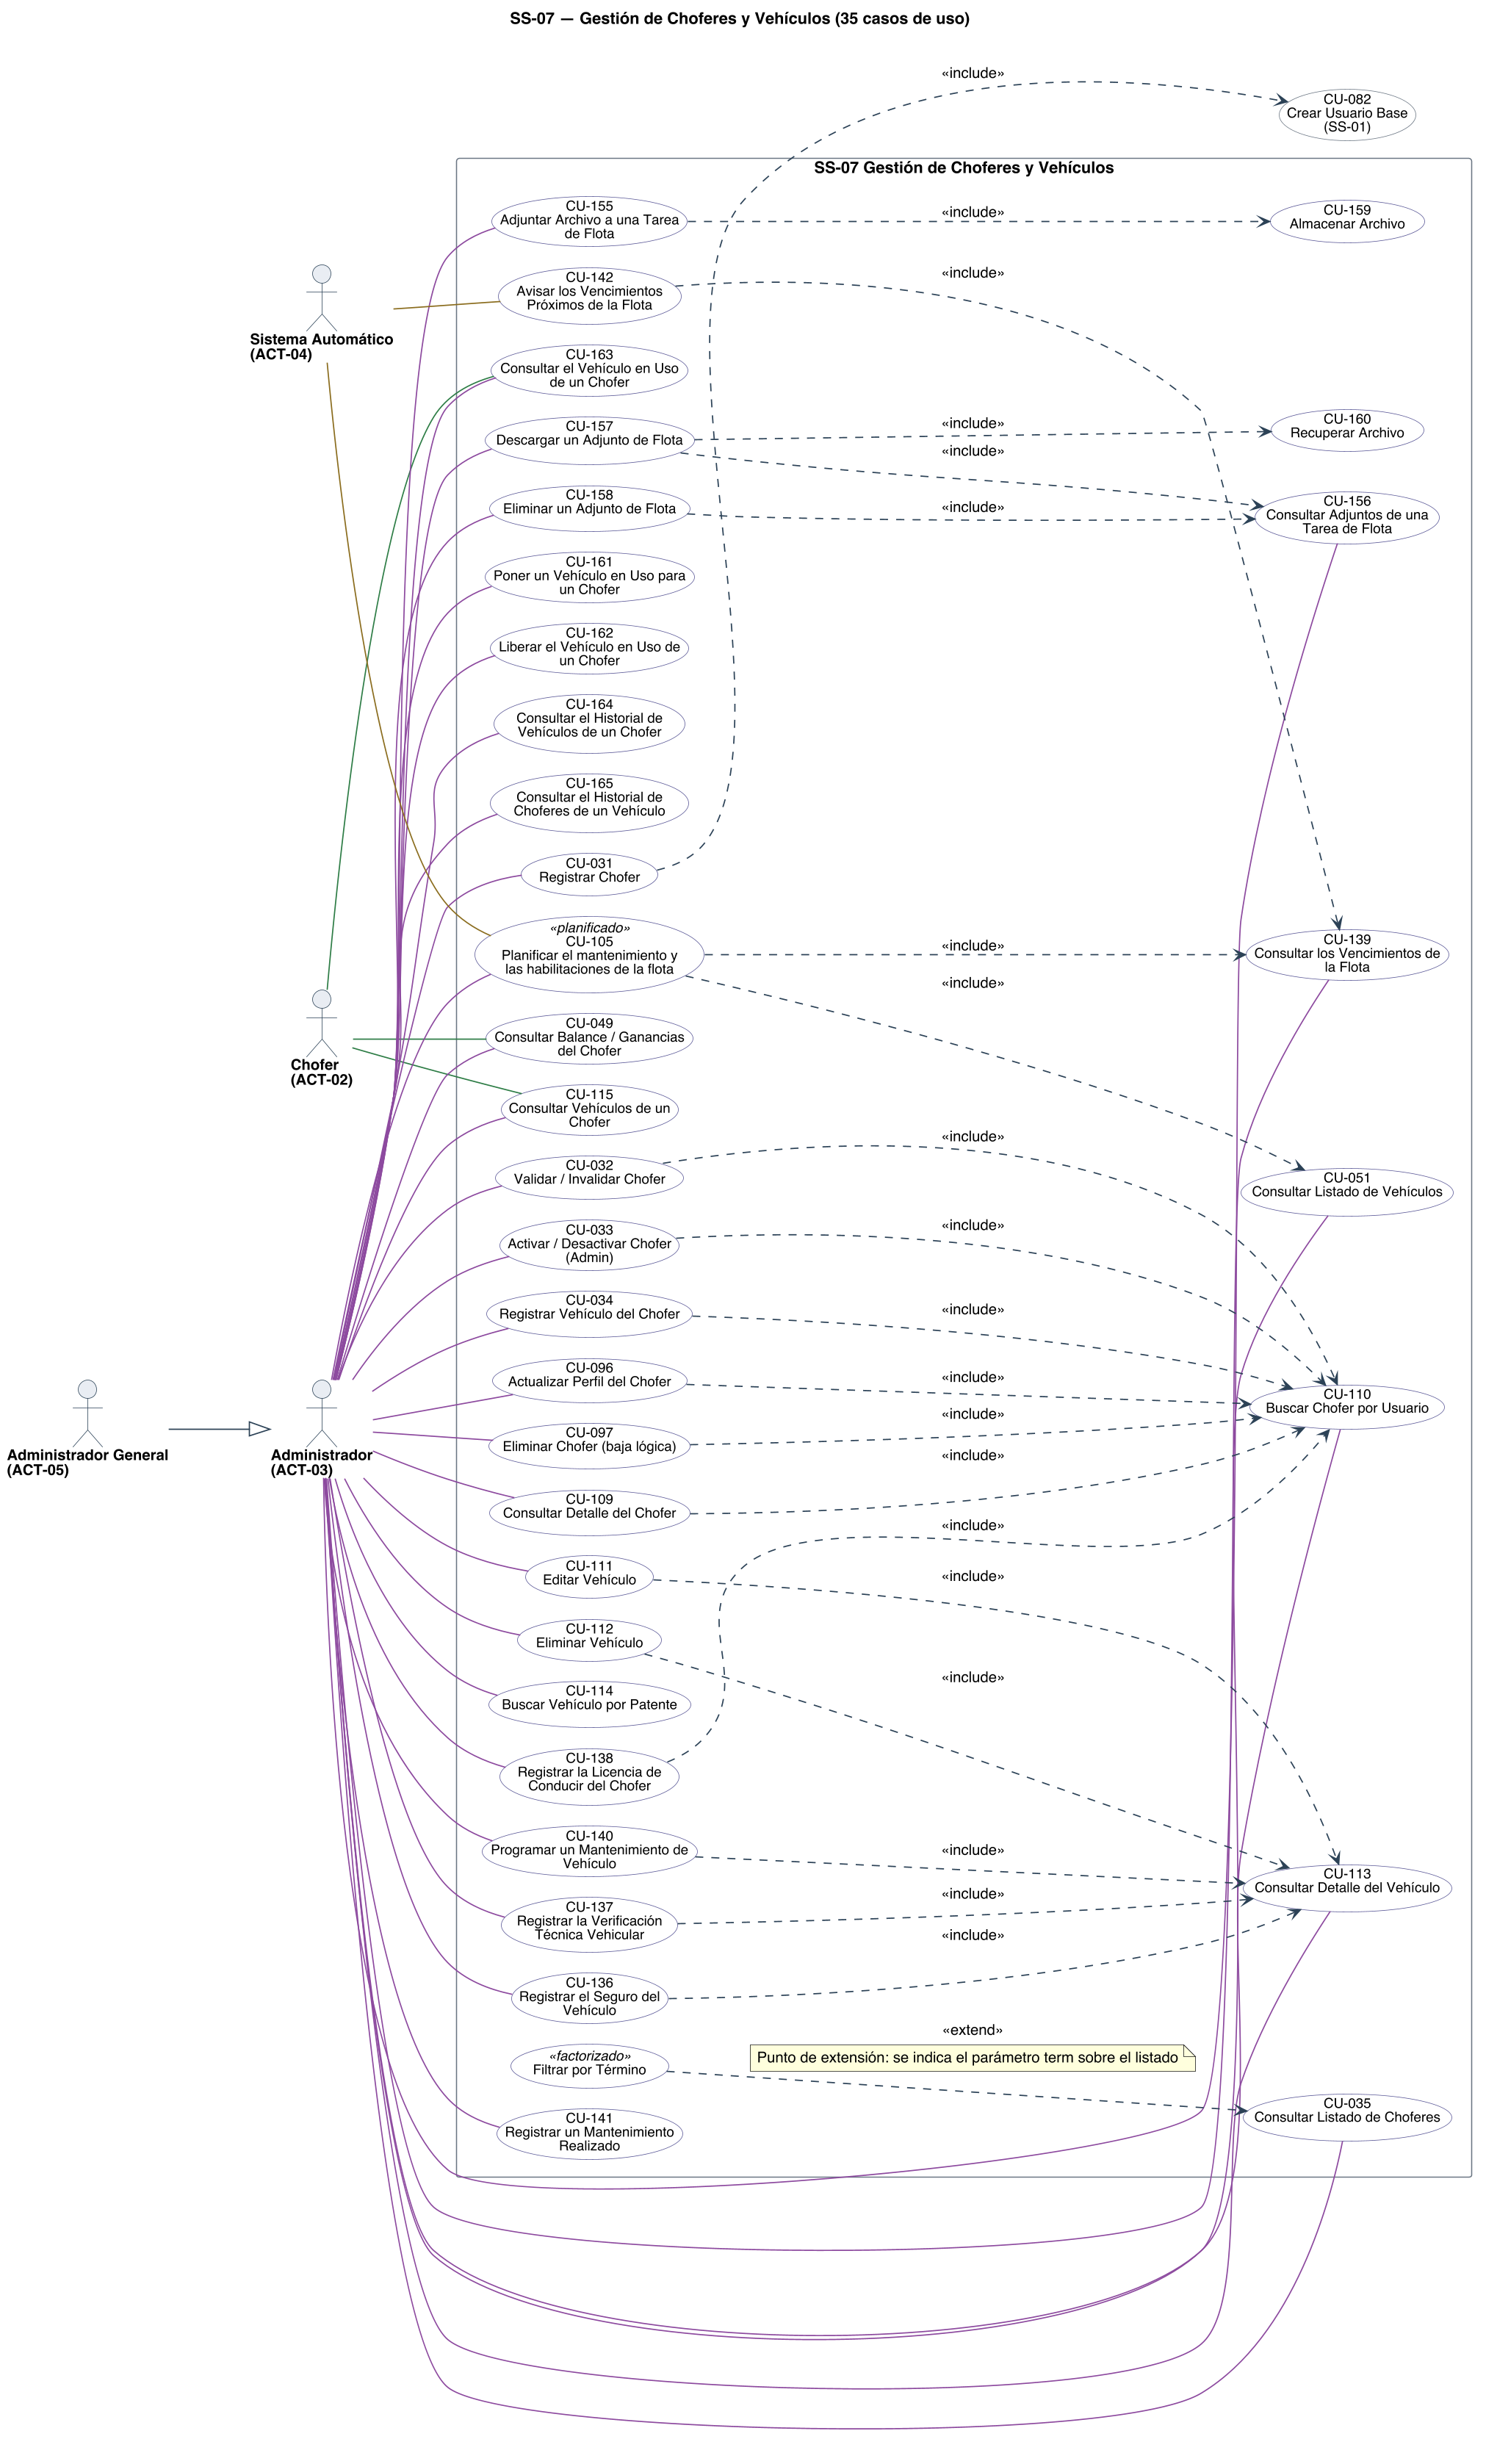 SS-07 — Gestión de Choferes y Vehículos (35 casos de uso)
«include»
CU-082
Crear Usuario Base
(SS-01)
SS-07 Gestión de Choferes y Vehículos
CU-155
Adjuntar Archivo a una Tarea
de Flota
«include»
CU-159
Almacenar Archivo
Sistema Automático
(ACT-04)
CU-142
Avisar los Vencimientos
Próximos de la Flota
«include»
CU-163
Consultar el Vehículo en Uso
de un Chofer
CU-157
Descargar un Adjunto de Flota
«include»
«include»
CU-160
Recuperar Archivo
CU-158
Eliminar un Adjunto de Flota
«include»
CU-156
Consultar Adjuntos de una
Tarea de Flota
CU-161
Poner un Vehículo en Uso para
un Chofer
CU-162
Liberar el Vehículo en Uso de
un Chofer
CU-164
Consultar el Historial de
Vehículos de un Chofer
CU-165
Consultar el Historial de
Choferes de un Vehículo
CU-031
Registrar Chofer
«planificado»
CU-105
Planificar el mantenimiento y
las habilitaciones de la flota
«include»
«include»
CU-139
Consultar los Vencimientos de
la Flota
Chofer
(ACT-02)
CU-049
Consultar Balance / Ganancias
del Chofer
CU-115
Consultar Vehículos de un
Chofer
CU-032
Validar / Invalidar Chofer
«include»
CU-051
Consultar Listado de Vehículos
CU-033
Activar / Desactivar Chofer
(Admin)
«include»
CU-034
Registrar Vehículo del Chofer
«include»
CU-096
Actualizar Perfil del Chofer
«include»
CU-110
Buscar Chofer por Usuario
Administrador General
(ACT-05)
Administrador
(ACT-03)
CU-097
Eliminar Chofer (baja lógica)
«include»
CU-109
Consultar Detalle del Chofer
«include»
«include»
CU-111
Editar Vehículo
«include»
CU-112
Eliminar Vehículo
«include»
CU-114
Buscar Vehículo por Patente
CU-138
Registrar la Licencia de
Conducir del Chofer
CU-140
Programar un Mantenimiento de
Vehículo
«include»
CU-113
Consultar Detalle del Vehículo
CU-137
Registrar la Verificación
Técnica Vehicular
«include»
«include»
CU-136
Registrar el Seguro del
Vehículo
«extend»
Punto de extensión: se indica el parámetro term sobre el listado
«factorizado»
Filtrar por Término
CU-035
Consultar Listado de Choferes
CU-141
Registrar un Mantenimiento
Realizado